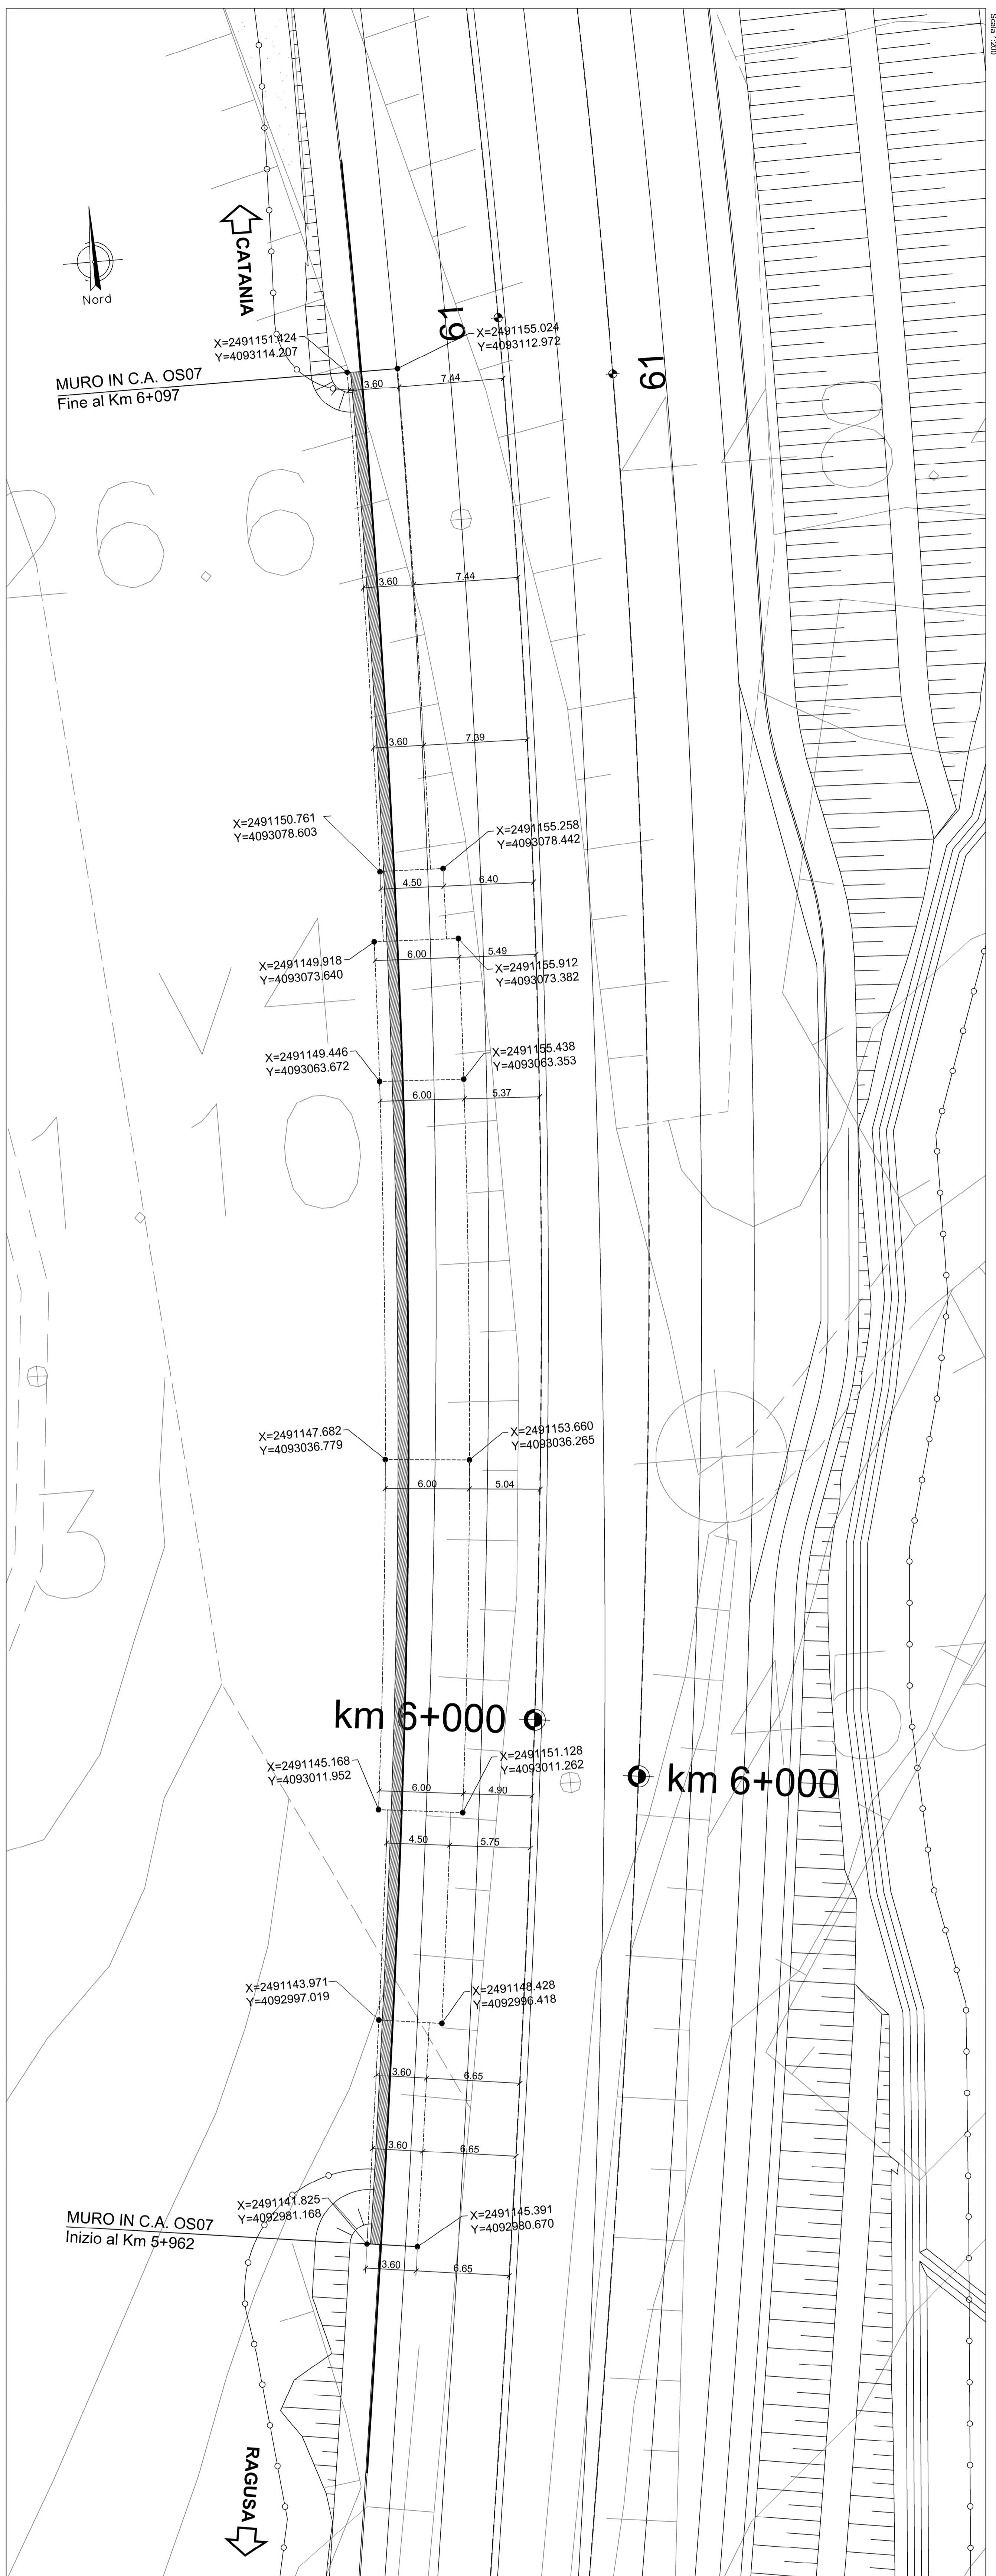 Scala 1:200
CATANIA
Nord
61
X=2491151.424
Y=4093114.207
X=2491155.024
Y=4093112.972
61
MURO IN C.A. OS07
Fine al Km 6+097
3.60
7.44
26.6
48
3.60
7.44
3.60
7.39
X=2491150.761
Y=4093078.603
X=2491155.258
Y=4093078.442
4.50
6.40
X=2491149.918
Y=4093073.640
6.00
5.49
X=2491155.912
Y=4093073.382
X=2491149.446
Y=4093063.672
X=2491155.438
Y=4093063.353
6.00
5.37
110
X=2491147.682
Y=4093036.779
X=2491153.660
Y=4093036.265
6.00
5.04
3
km 6+000
X=2491145.168
Y=4093011.952
X=2491151.128
Y=4093011.262
6.00
4.90
km 6+000
4.50
5.75
X=2491143.971
Y=4092997.019
X=2491148.428
Y=4092996.418
3.60
6.65
3.60
6.65
X=2491141.825
Y=4092981.168
X=2491145.391
Y=4092980.670
MURO IN C.A. OS07
Inizio al Km 5+962
3.60
6.65
RAGUSA